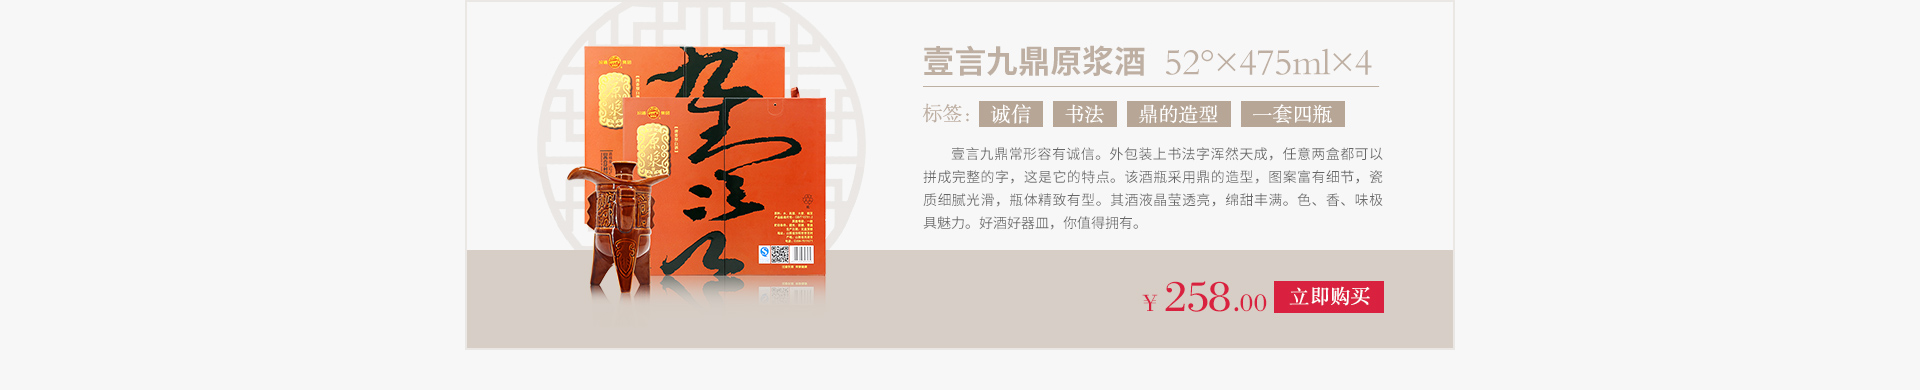 壹言九鼎原浆酒 52°×475ml×4
标签： 诚信 书法 鼎的造型 一套四瓶
壹言九鼎常形容有诚信。外包装上书法字浑然天成，任意两盒都可以
拼成完整的字，这是它的特点。该酒瓶采用鼎的造型，图案富有细节，瓷
质细腻光滑，瓶体精致有型。其酒液晶莹透亮，绵甜丰满。色、香、味极
具魅力。好酒好器皿，你值得拥有。
原浆
原浆
¥ 258.00 立即购买